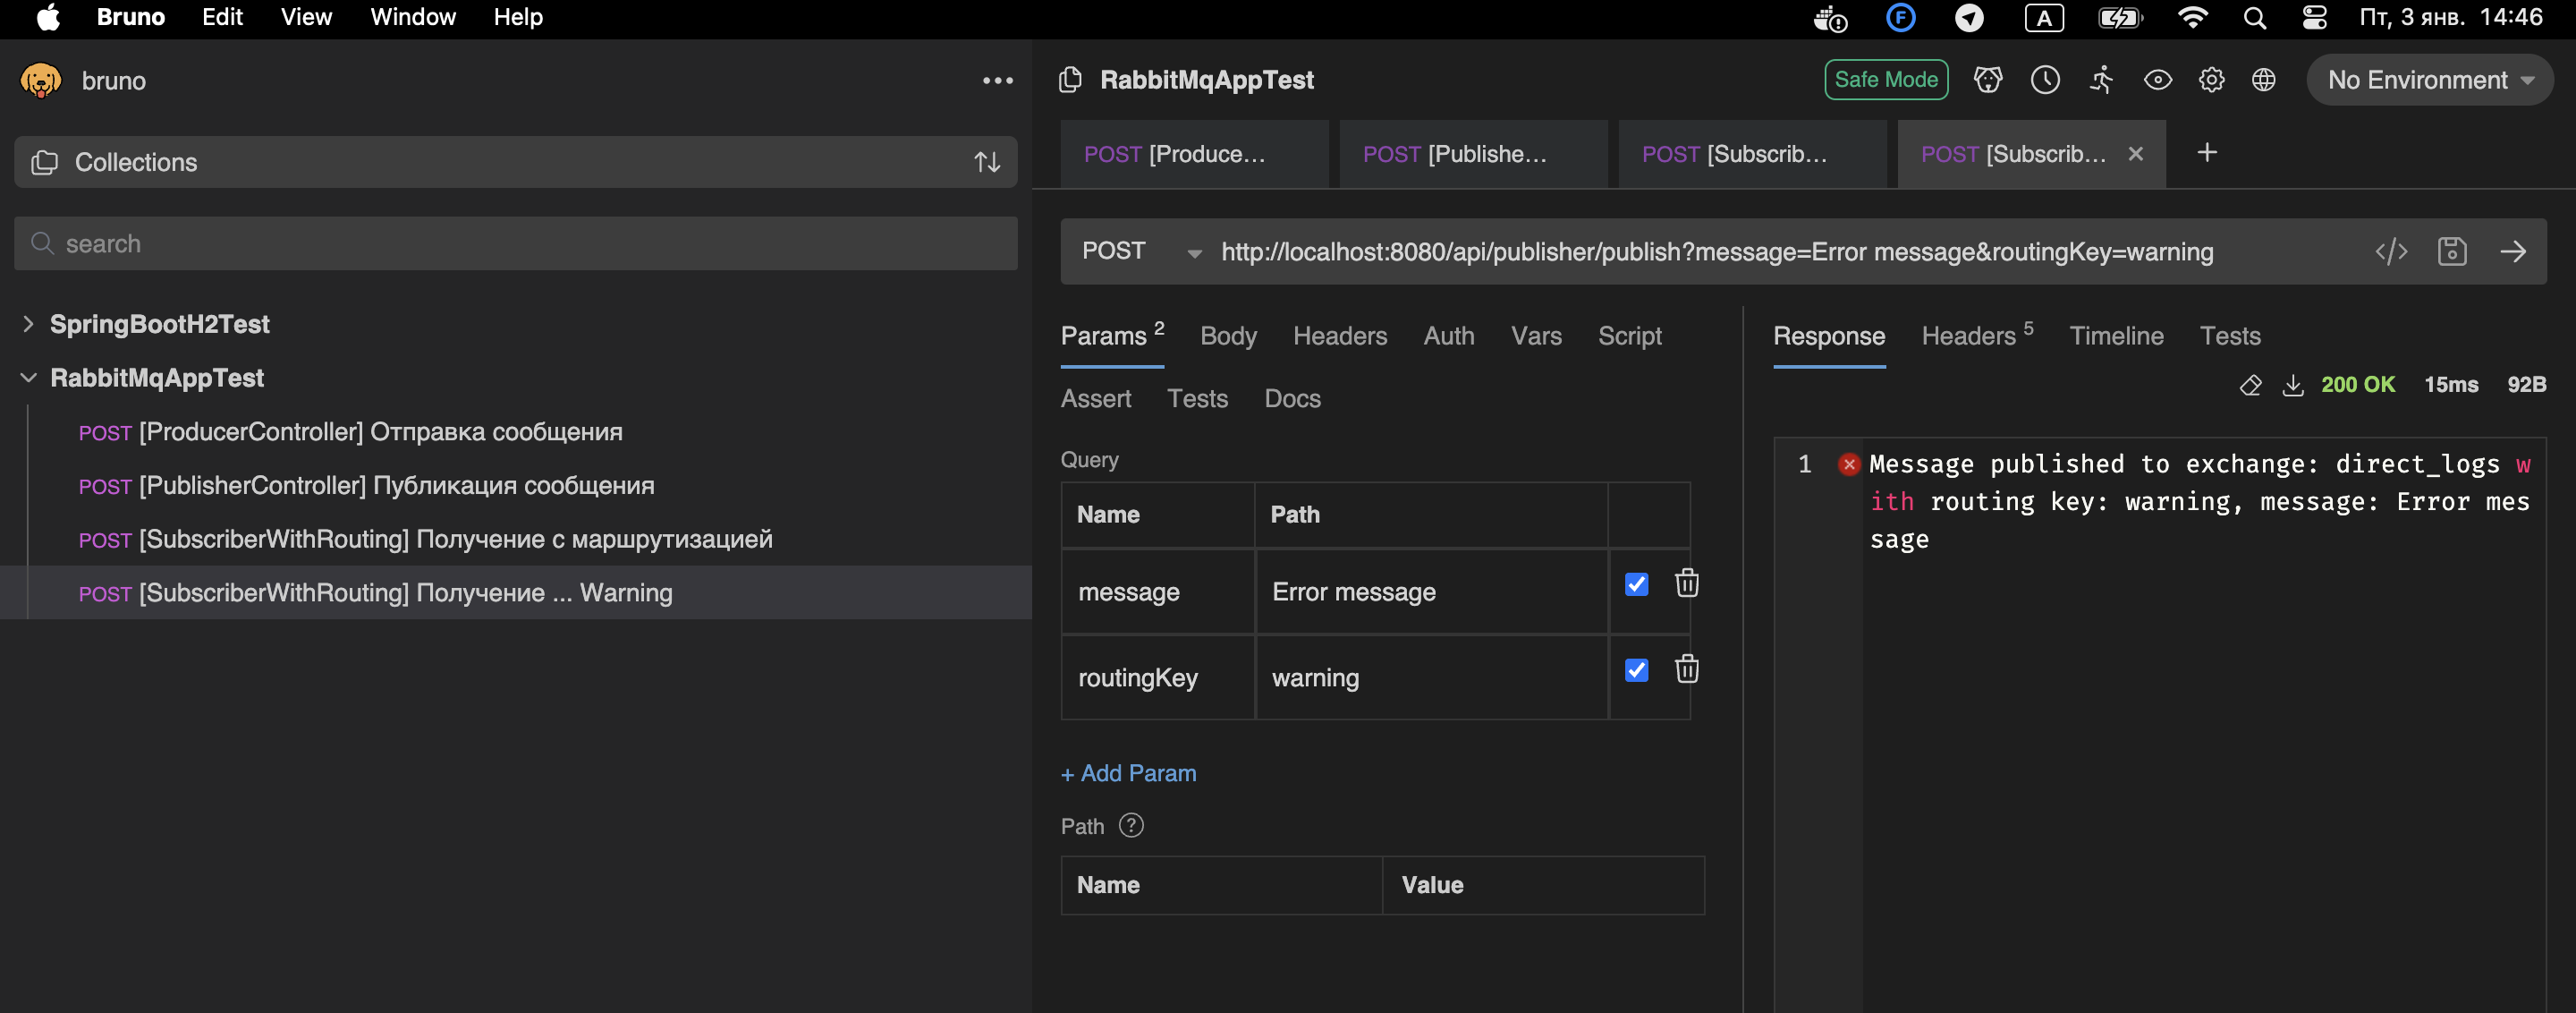 Bruno Edit View Window Help
A Пт, 3 янв. 14:46
bruno
RabbitMqAppTest
Safe Mode
No Environment
Collections
POST [Produce...
POST [Publishe...
POST [Subscrib...
POST [Subscrib...
search
POST http://localhost:8080/api/publisher/publish?message=Error message&routingKey=warning
SpringBootH2Test
RabbitMqAppTest
POST [ProducerController] Отправка сообщения
POST [PublisherController] Публикация сообщения
POST [SubscriberWithRouting] Получение с маршрутизацией
POST [SubscriberWithRouting] Получение ... Warning
Params 2 Body Headers Auth Vars Script
Assert Tests Docs
Query
Name Path
message Error message
routingKey warning
+ Add Param
Path ?
Name Value
Response Headers 5 Timeline Tests
200 OK 15ms 92B
1 Message published to exchange: direct_logs w
ith routing key: warning, message: Error mes
sage